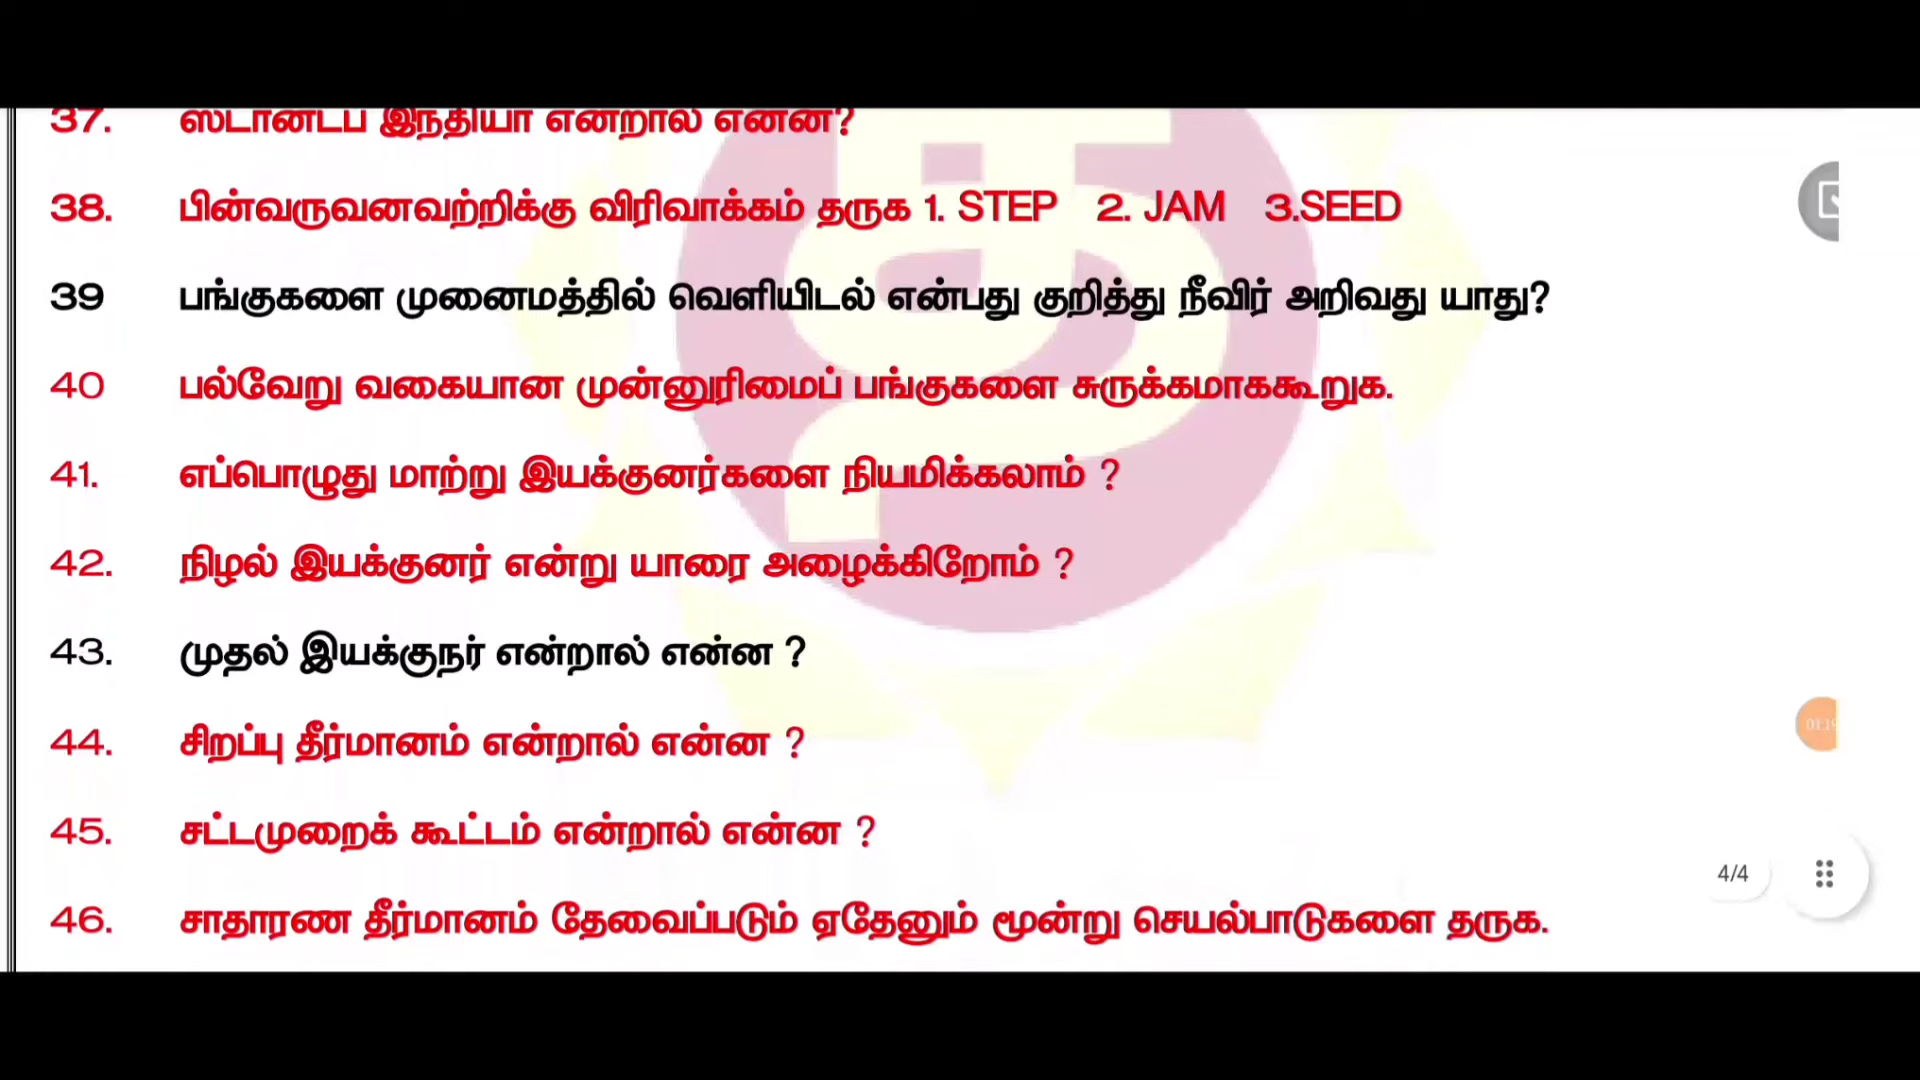 37. ஸ்டாண்ட்ப் இந்தியா என்றால் என்ன?
38. பின்வருவனவற்றிக்கு விரிவாக்கம் தருக 1. STEP 2. JAM 3.SEED
39 பங்குகளை முனைமத்தில் வெளியிடல் என்பது குறித்து நீவிர் அறிவது யாது?
40 பல்வேறு வகையான முன்னுரிமைப் பங்குகளை சுருக்கமாககூறுக.
41. எப்பொழுது மாற்று இயக்குனர்களை நியமிக்கலாம் ?
42. நிழல் இயக்குனர் என்று யாரை அழைக்கிறோம் ?
43. முதல் இயக்குநர் என்றால் என்ன ?
44. சிறப்பு தீர்மானம் என்றால் என்ன ?
45. சட்டமுறைக் கூட்டம் என்றால் என்ன ?
4/4
46. சாதாரண தீர்மானம் தேவைப்படும் ஏதேனும் மூன்று செயல்பாடுகளை தருக.